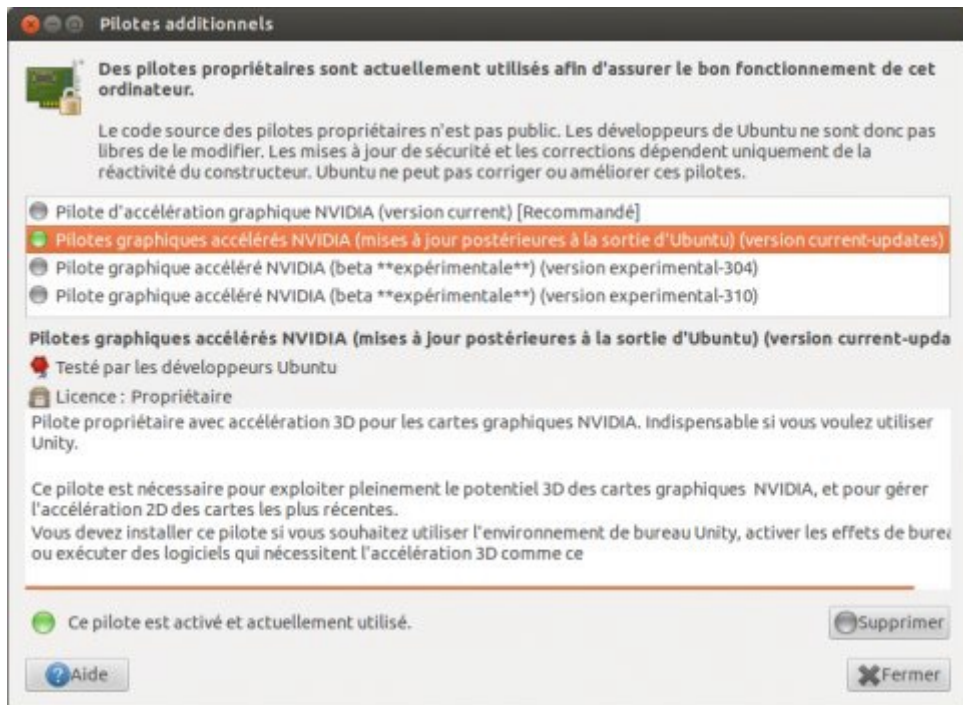 Pilotes additionnels
Des pilotes propriétaires sont actuellement utilisés afin d'assurer le bon fonctionnement de cet
ordinateur.
Le code source des pilotes propriétaires n'est pas public. Les développeurs de Ubuntu ne sont donc pas
libres de le modifier. Les mises à jour de sécurité et les corrections dépendent uniquement de la
réactivité du constructeur. Ubuntu ne peut pas corriger ou améliorer ces pilotes.
Pilote d'accélération graphique NVIDIA (version current) [Recommandé]
Pilotes graphiques accélérés NVIDIA (mises à jour postérieures à la sortie d'Ubuntu) (version current-updates)
Pilote graphique accéléré NVIDIA (beta **expérimentale**) (version experimental-304)
Pilote graphique accéléré NVIDIA (beta **expérimentale**) (version experimental-310)
Pilotes graphiques accélérés NVIDIA (mises à jour postérieures à la sortie d'Ubuntu) (version current-upda
Testé par les développeurs Ubuntu
Licence : Propriétaire
Pilote propriétaire avec accélération 3D pour les cartes graphiques NVIDIA. Indispensable si vous voulez utiliser
Unity.
Ce pilote est nécessaire pour exploiter pleinement le potentiel 3D des cartes graphiques NVIDIA, et pour gérer
l'accélération 2D des cartes les plus récentes.
Vous devez installer ce pilote si vous souhaitez utiliser l'environnement de bureau Unity, activer les effets de burea
ou exécuter des logiciels qui nécessitent l'accélération 3D comme ce
Ce pilote est activé et actuellement utilisé.
Supprimer
Aide
Fermer